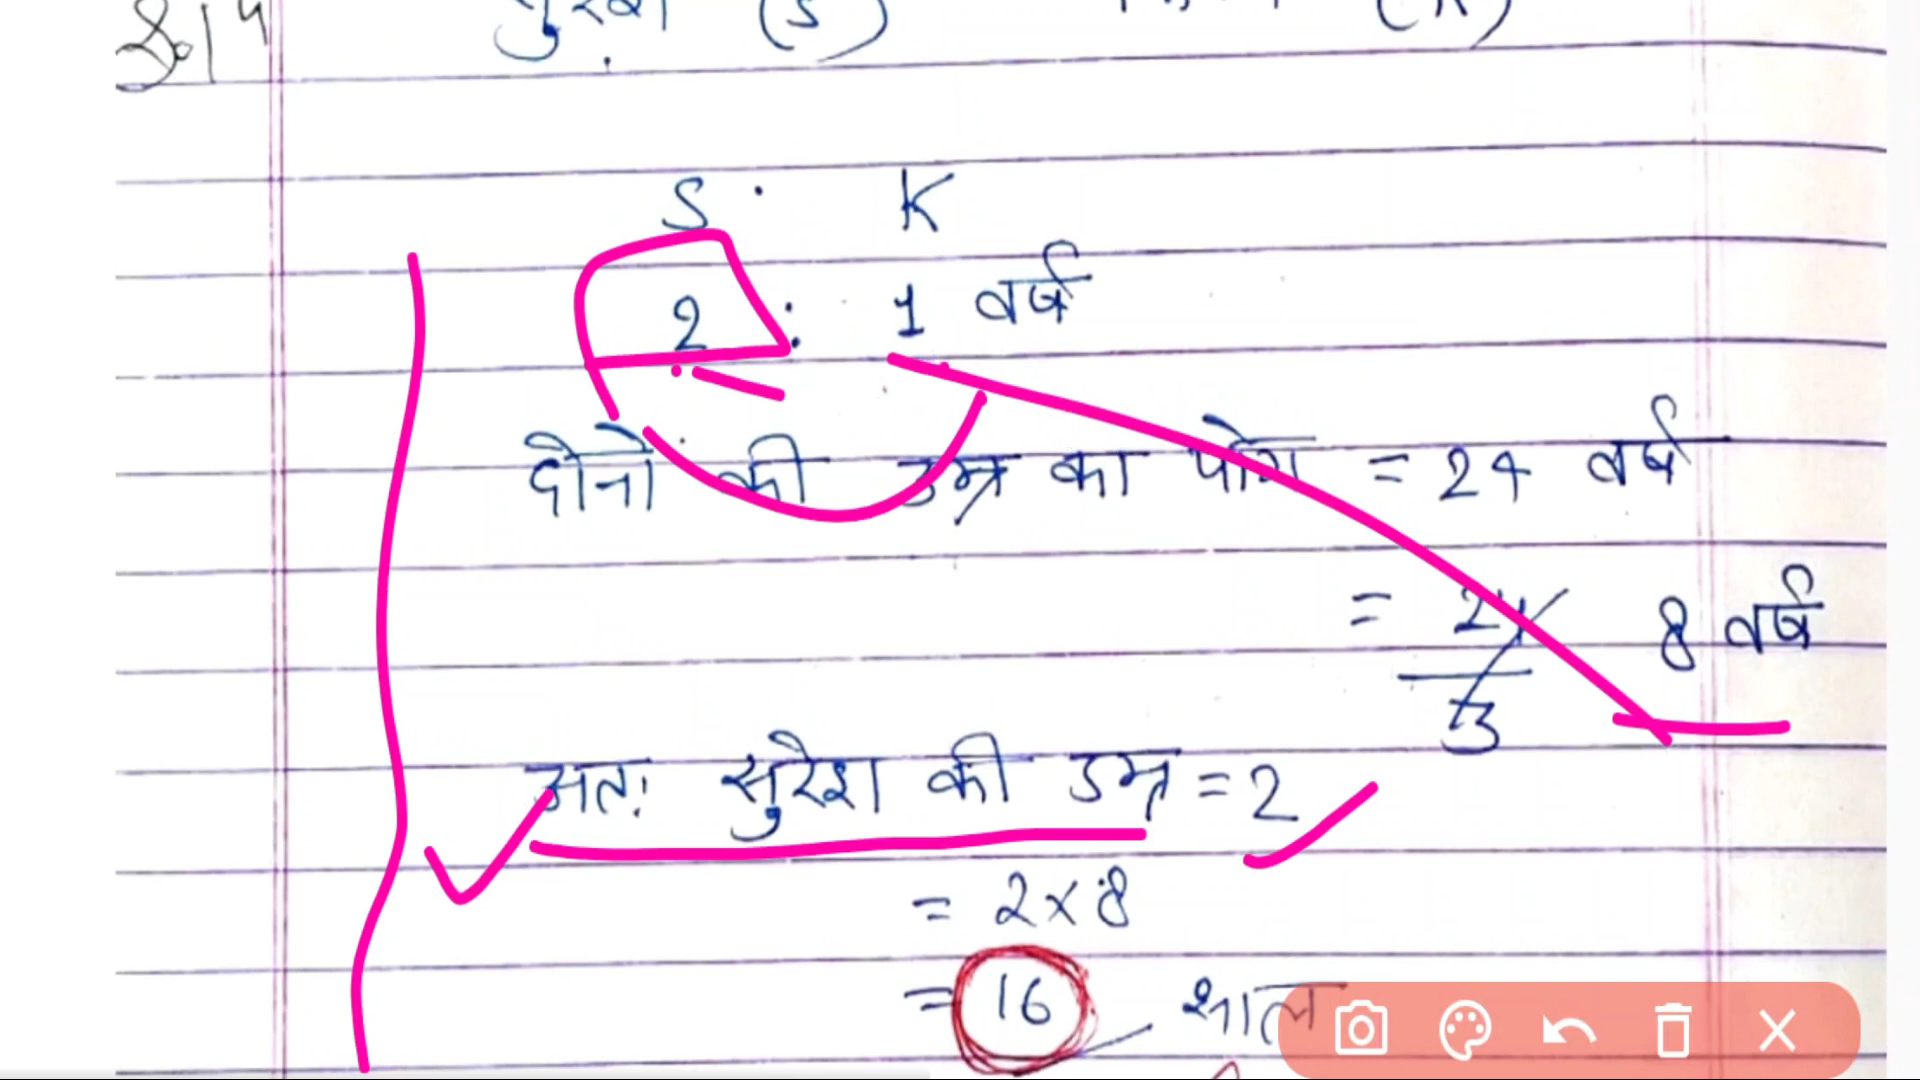 सुरेश (S) (K)
S K
2 : 1 वर्ष
दोनो की उम्र का योग = 24 वर्ष
= 24/3 8 वर्ष
अतः सुरेश की उम्र = 2
= 2×8
= 16 साल